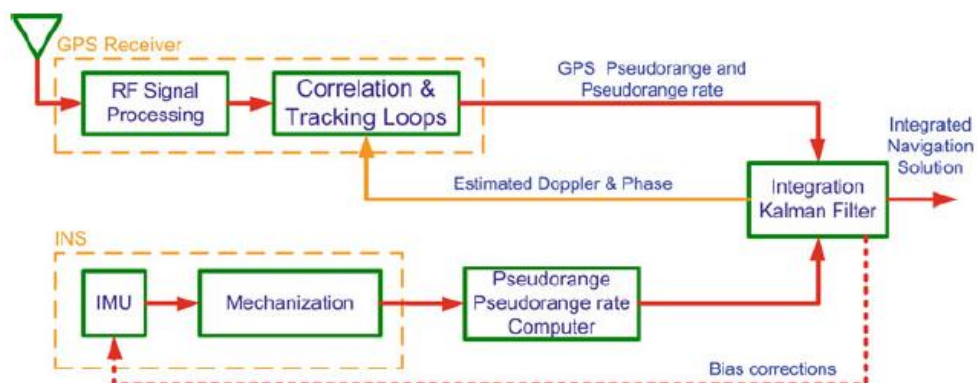 GPS Receiver
RF Signal
Processing
Correlation &
Tracking Loops
GPS Pseudorange and
Pseudorange rate
Integrated
Navigation
Solution
Estimated Doppler & Phase
Integration
Kalman Filter
INS
IMU
Mechanization
Pseudorange
Pseudorange rate
Computer
Bias corrections